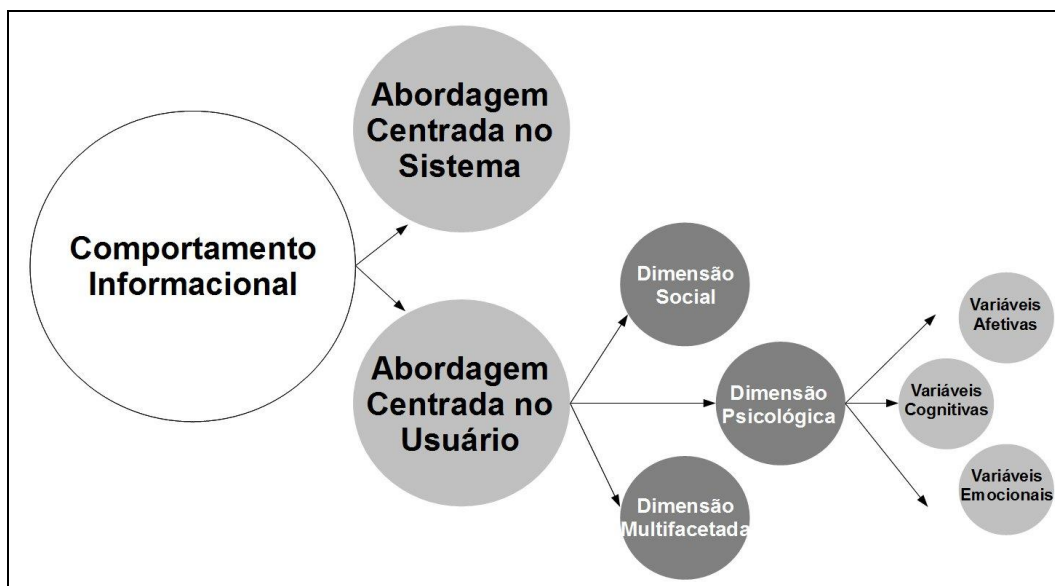 Comportamento
Informacional
Abordagem
Centrada no
Sistema
Abordagem
Centrada no
Usuário
Dimensão
Social
Dimensão
Psicológica
Dimensão
Multifacetada
Variáveis
Afetivas
Variáveis
Cognitivas
Variáveis
Emocionais